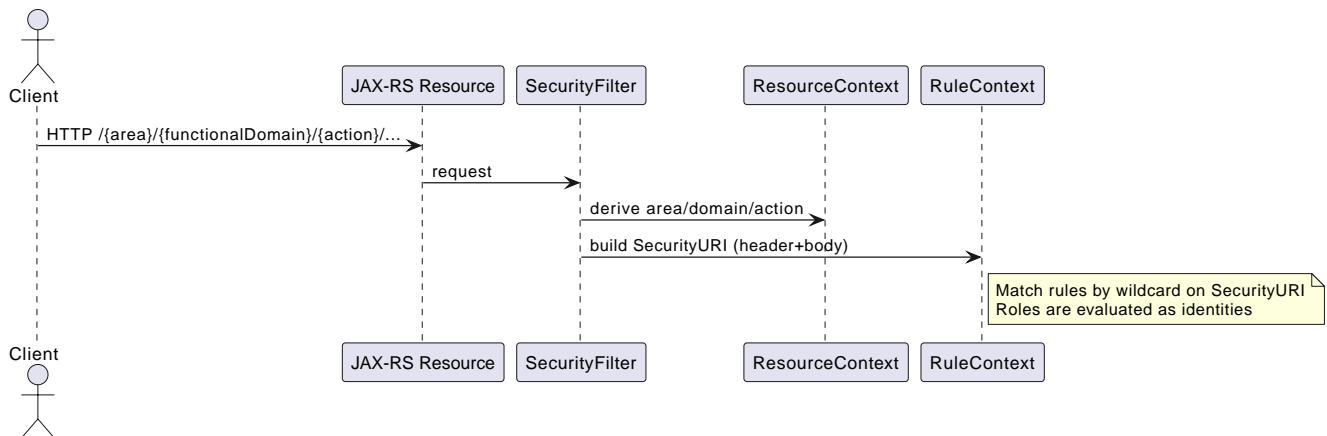 Client
JAX-RS Resource
SecurityFilter
ResourceContext
RuleContext
HTTP /{area}/{functionalDomain}/{action}/...
request
derive area/domain/action
build SecurityURI (header+body)
Match rules by wildcard on SecurityURI
Roles are evaluated as identities
Client
JAX-RS Resource
SecurityFilter
ResourceContext
RuleContext